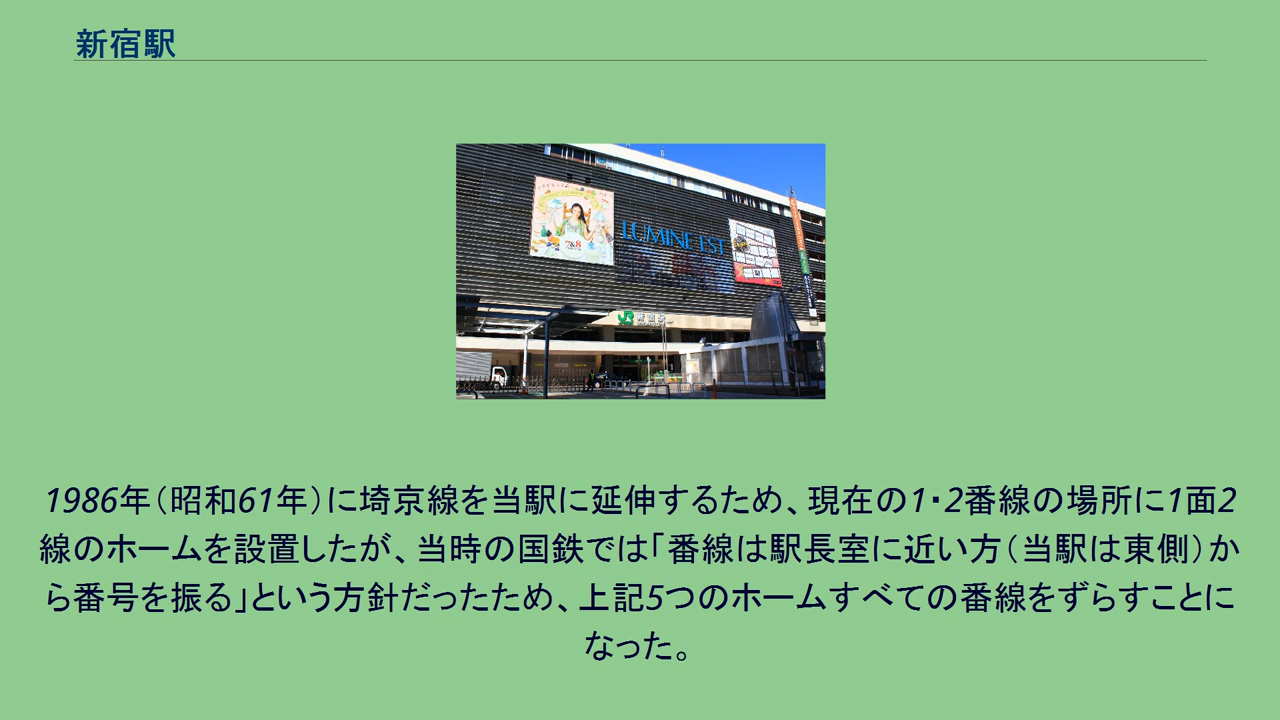 新宿駅
LUMINE EST
7&8
JR 新宿駅
1986年（昭和61年）に埼京線を当駅に延伸するため、現在の1・2番線の場所に1面2
線のホームを設置したが、当時の国鉄では「番線は駅長室に近い方（当駅は東側）か
ら番号を振る」という方針だったため、上記5つのホームすべての番線をずらすことに
なった。